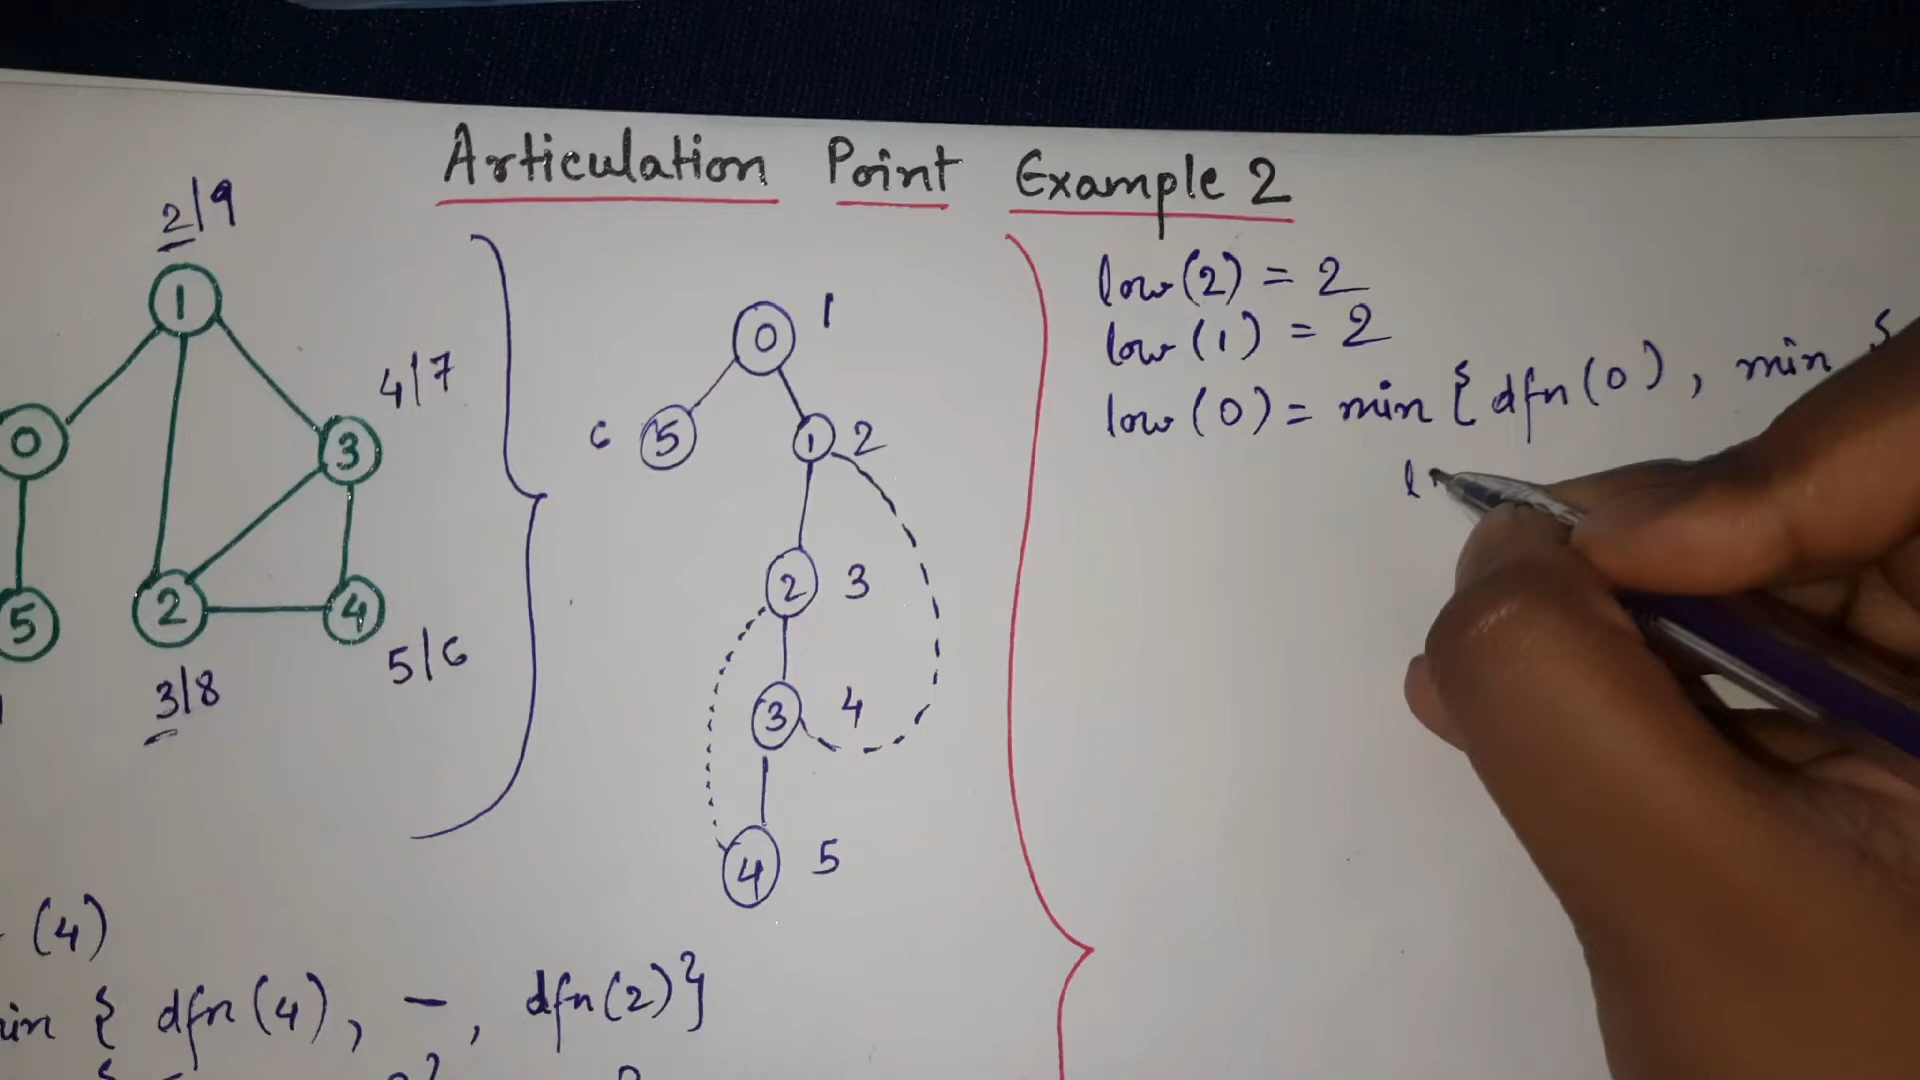 Articulation Point Example 2
2/9
1
4/7
0
3
5
2
4
5/6
3/8
0 1
6 5
1 2
2 3
3 4
4 5
low(2) = 2
low(1) = 2
low(0) = min { dfn(0), min {
l
(4)
min { dfn(4), -, dfn(2)}